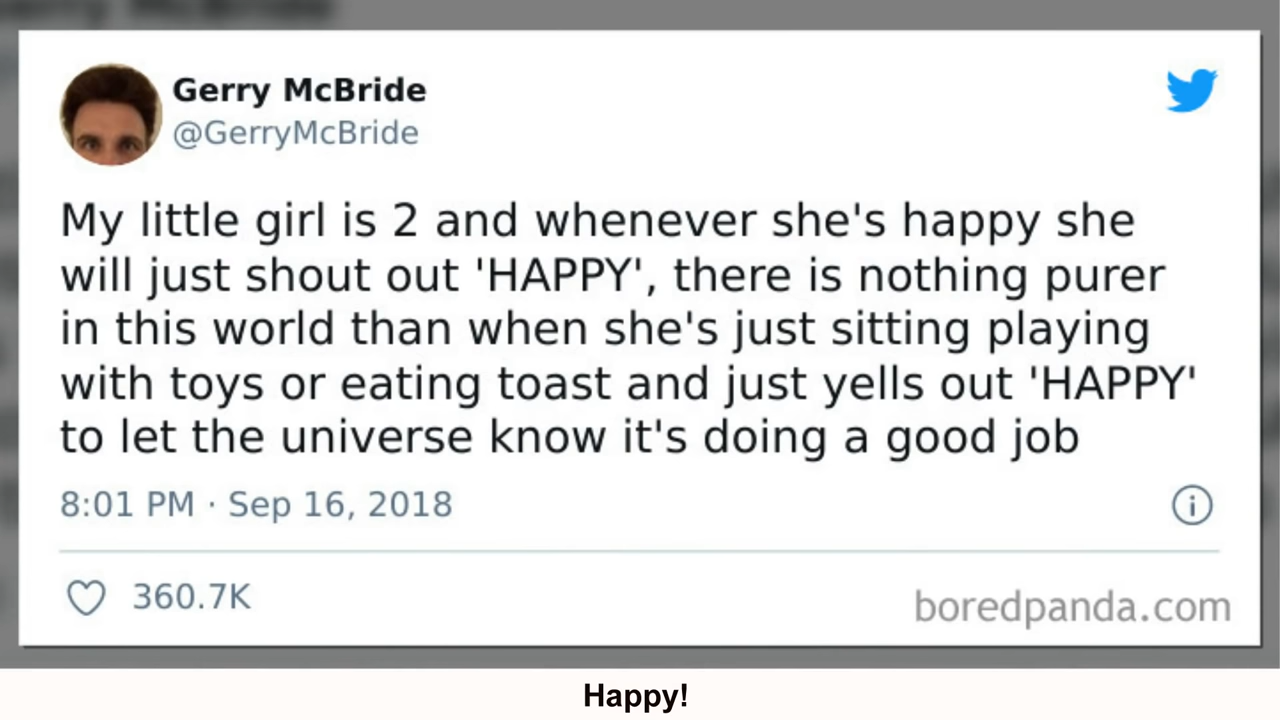 Gerry McBride
@GerryMcBride
My little girl is 2 and whenever she's happy she
will just shout out 'HAPPY', there is nothing purer
in this world than when she's just sitting playing
with toys or eating toast and just yells out 'HAPPY'
to let the universe know it's doing a good job
8:01 PM · Sep 16, 2018
360.7K
boredpanda.com
Happy!